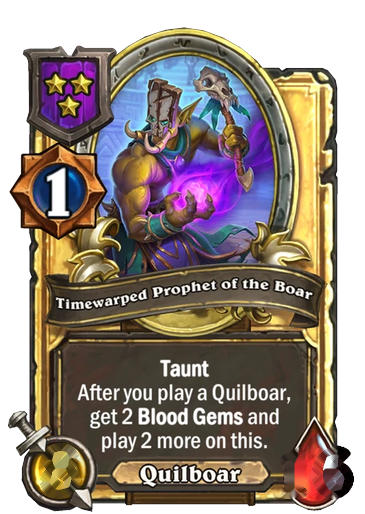 1
Timewarped Prophet of the Boar
Taunt
After you play a Quilboar,
get 2 Blood Gems and
play 2 more on this.
Quilboar